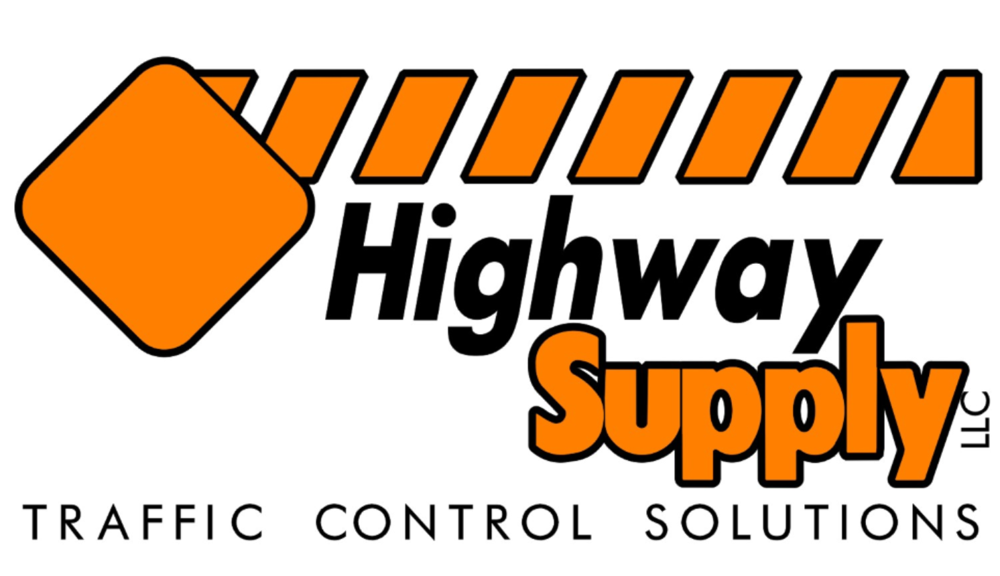 Highway
Supply
LLC
TRAFFIC CONTROL SOLUTIONS